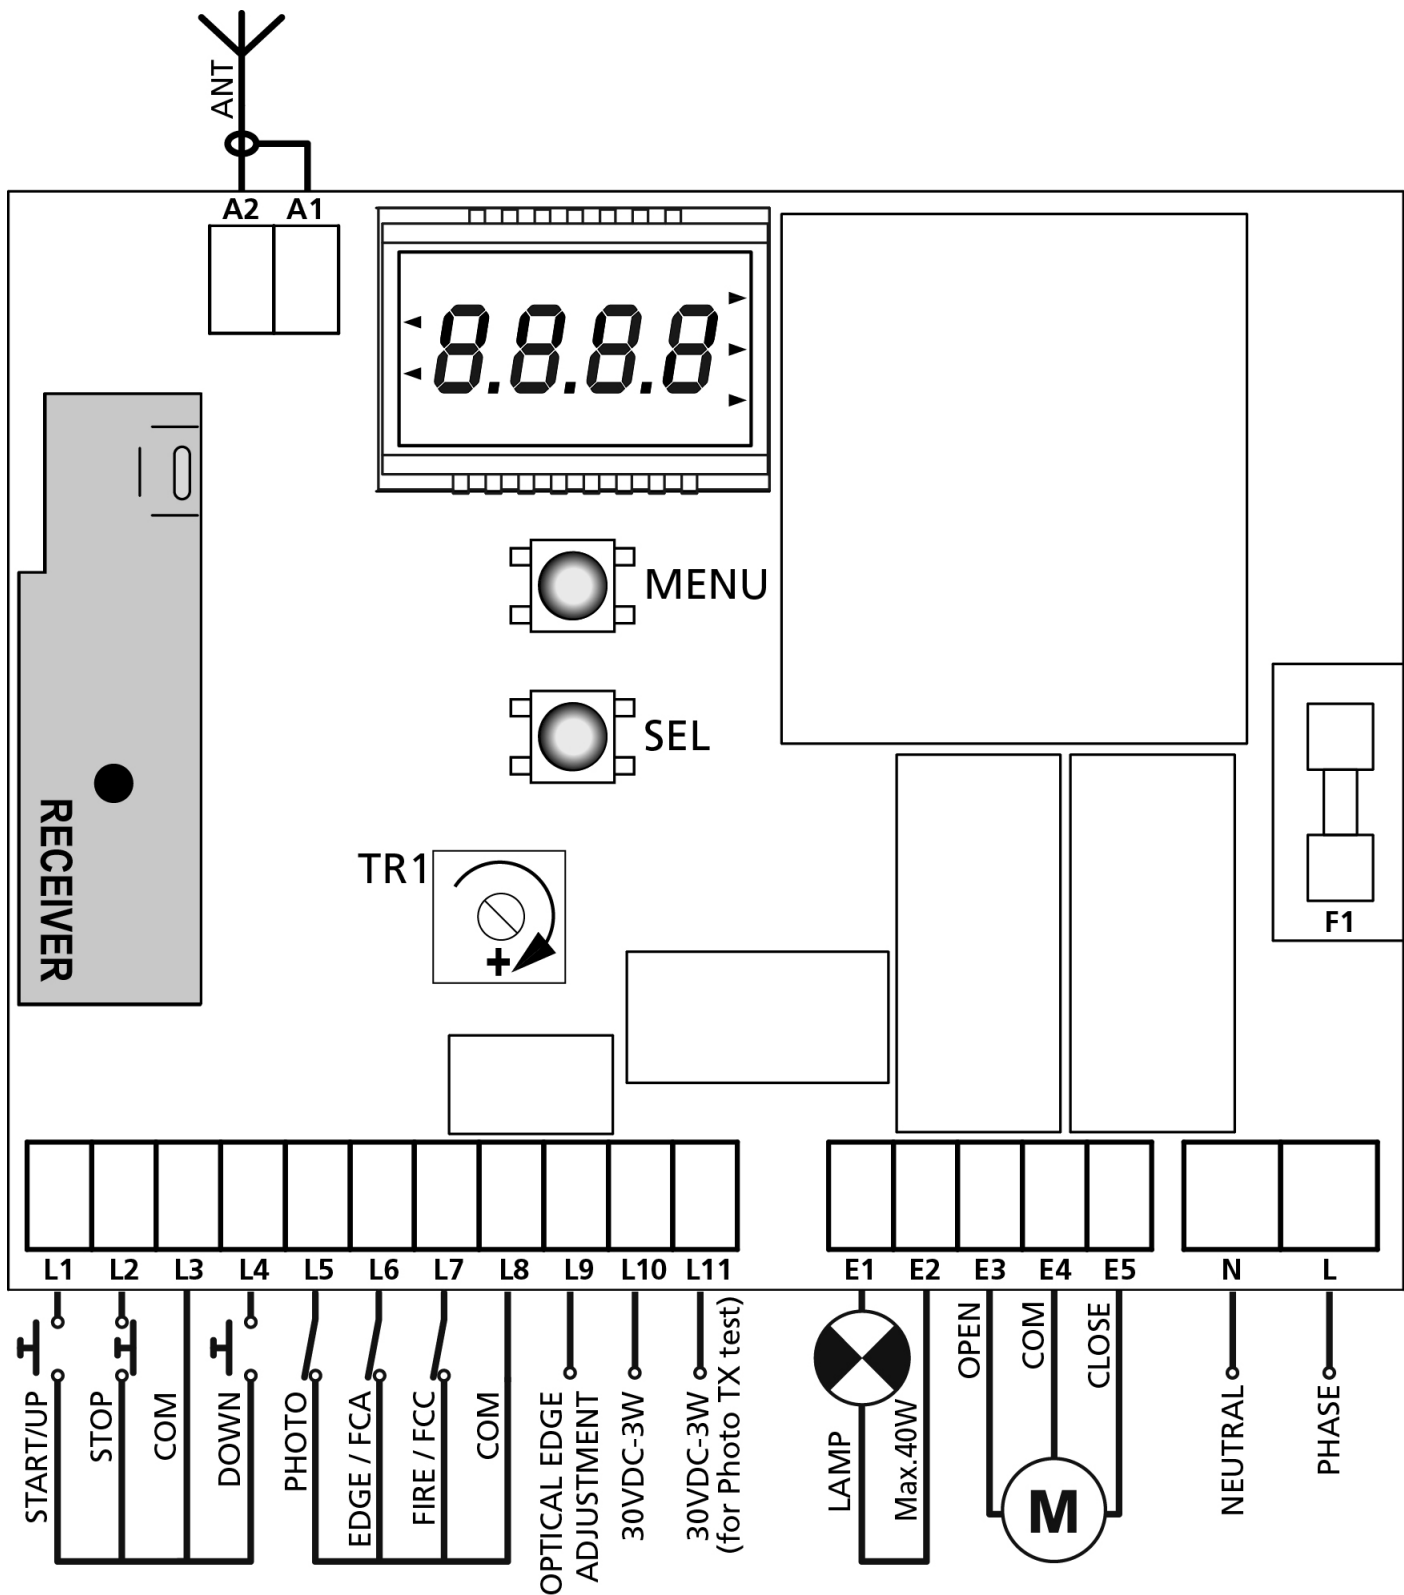 ANT
A2 A1
8.8.8.8
MENU
SEL
TR1
+
RECEIVER
F1
L1 L2 L3 L4 L5 L6 L7 L8 L9 L10 L11
E1 E2 E3 E4 E5
N L
START/UP
STOP
COM
DOWN
PHOTO
EDGE / FCA
FIRE / FCC
COM
OPTICAL EDGE
ADJUSTMENT
30VDC-3W
30VDC-3W
(for Photo TX test)
LAMP
Max.40W
OPEN
COM
CLOSE
M
NEUTRAL
PHASE